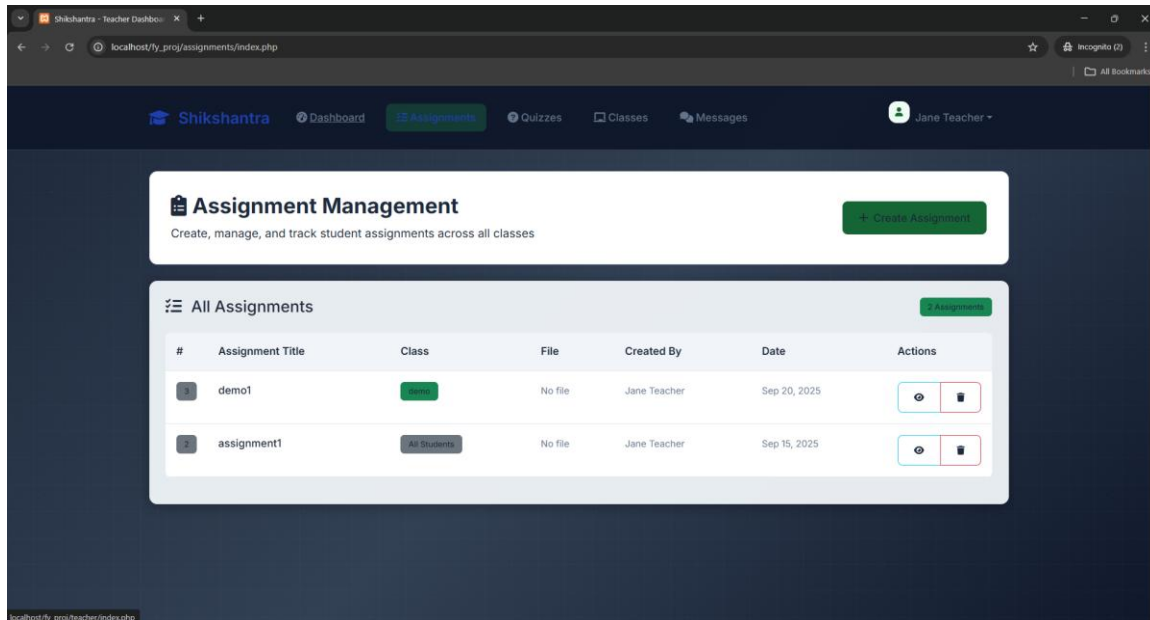 Shikshantra - Teacher Dashboar
localhost/fy_proj/assignments/index.php
Incognito (2)
All Bookmarks
Shikshantra Dashboard Assignments Quizzes Classes Messages Jane Teacher
Assignment Management
Create, manage, and track student assignments across all classes
+ Create Assignment
All Assignments
2 Assignments
# Assignment Title Class File Created By Date Actions
3 demo1 demo No file Jane Teacher Sep 20, 2025
2 assignment1 All Students No file Jane Teacher Sep 15, 2025
localhost/fy_proj/teacher/index.php